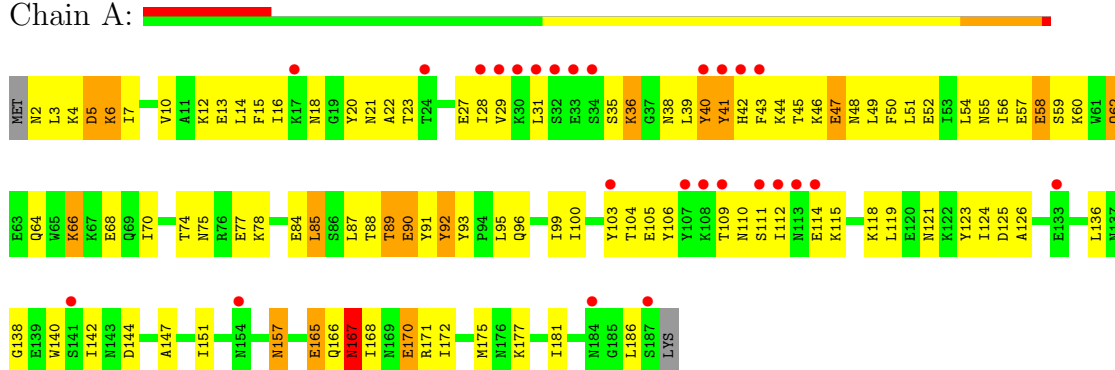 Chain A:
MET N2 L3 K4 D5 K6 I7 V10 A11 K12 E13 L14 F15 I16 K17 N18 G19 Y20 N21 A22 T23 T24 E27 I28 V29 K30 L31 S32 E33 S34 S35 K36 G37 N38 L39 Y40 Y41 H42 F43 K44 T45 K46 E47 N48 L49 F50 L51 E52 I53 L54 N55 I56 E57 E58 S59 K60 W61
E63 Q64 W65 K66 K67 E68 Q69 I70 T74 N75 R76 E77 K78 E84 L85 S86 L87 T88 T89 E90 Y91 Y92 Y93 P94 L95 Q96 I99 I100 Y103 T104 E105 Y106 Y107 K108 T109 N110 S111 I112 N113 E114 K115 K118 L119 E120 N121 K122 Y123 I124 D125 A126 E133 L136 N137
G138 E139 W140 S141 I142 N143 D144 A147 I151 N154 N157 E165 Q166 N167 I168 N169 E170 R171 I172 M175 N176 K177 I181 N184 G185 L186 S187 LYS